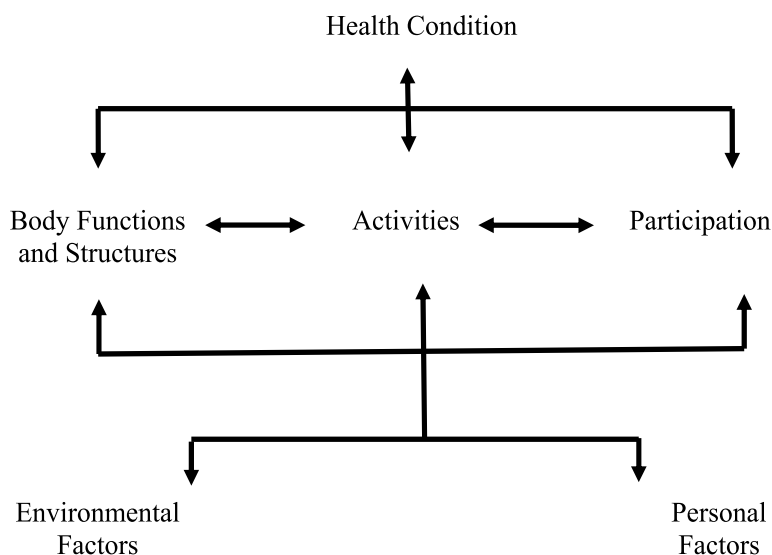 Health Condition
Body Functions
and Structures
Activities
Participation
Environmental
Factors
Personal
Factors